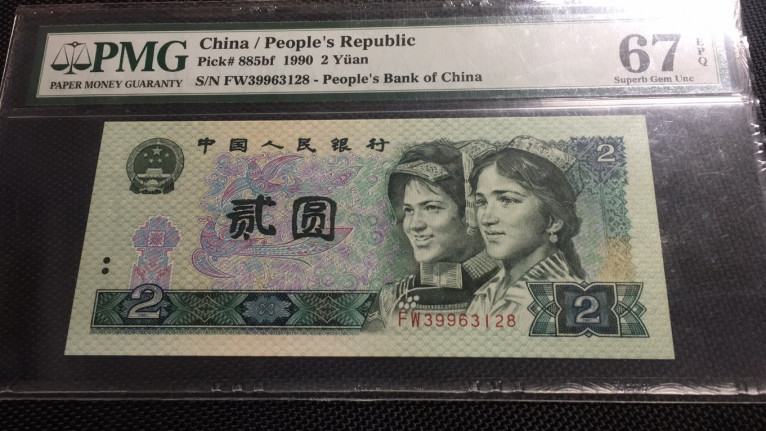 PMG
PAPER MONEY GUARANTY
China / People's Republic
Pick# 885bf 1990 2 Yüan
S/N FW39963128 - People's Bank of China
67
EPQ
Superb Gem Unc
中国人民银行
贰圆
2
2
2
FW39963128